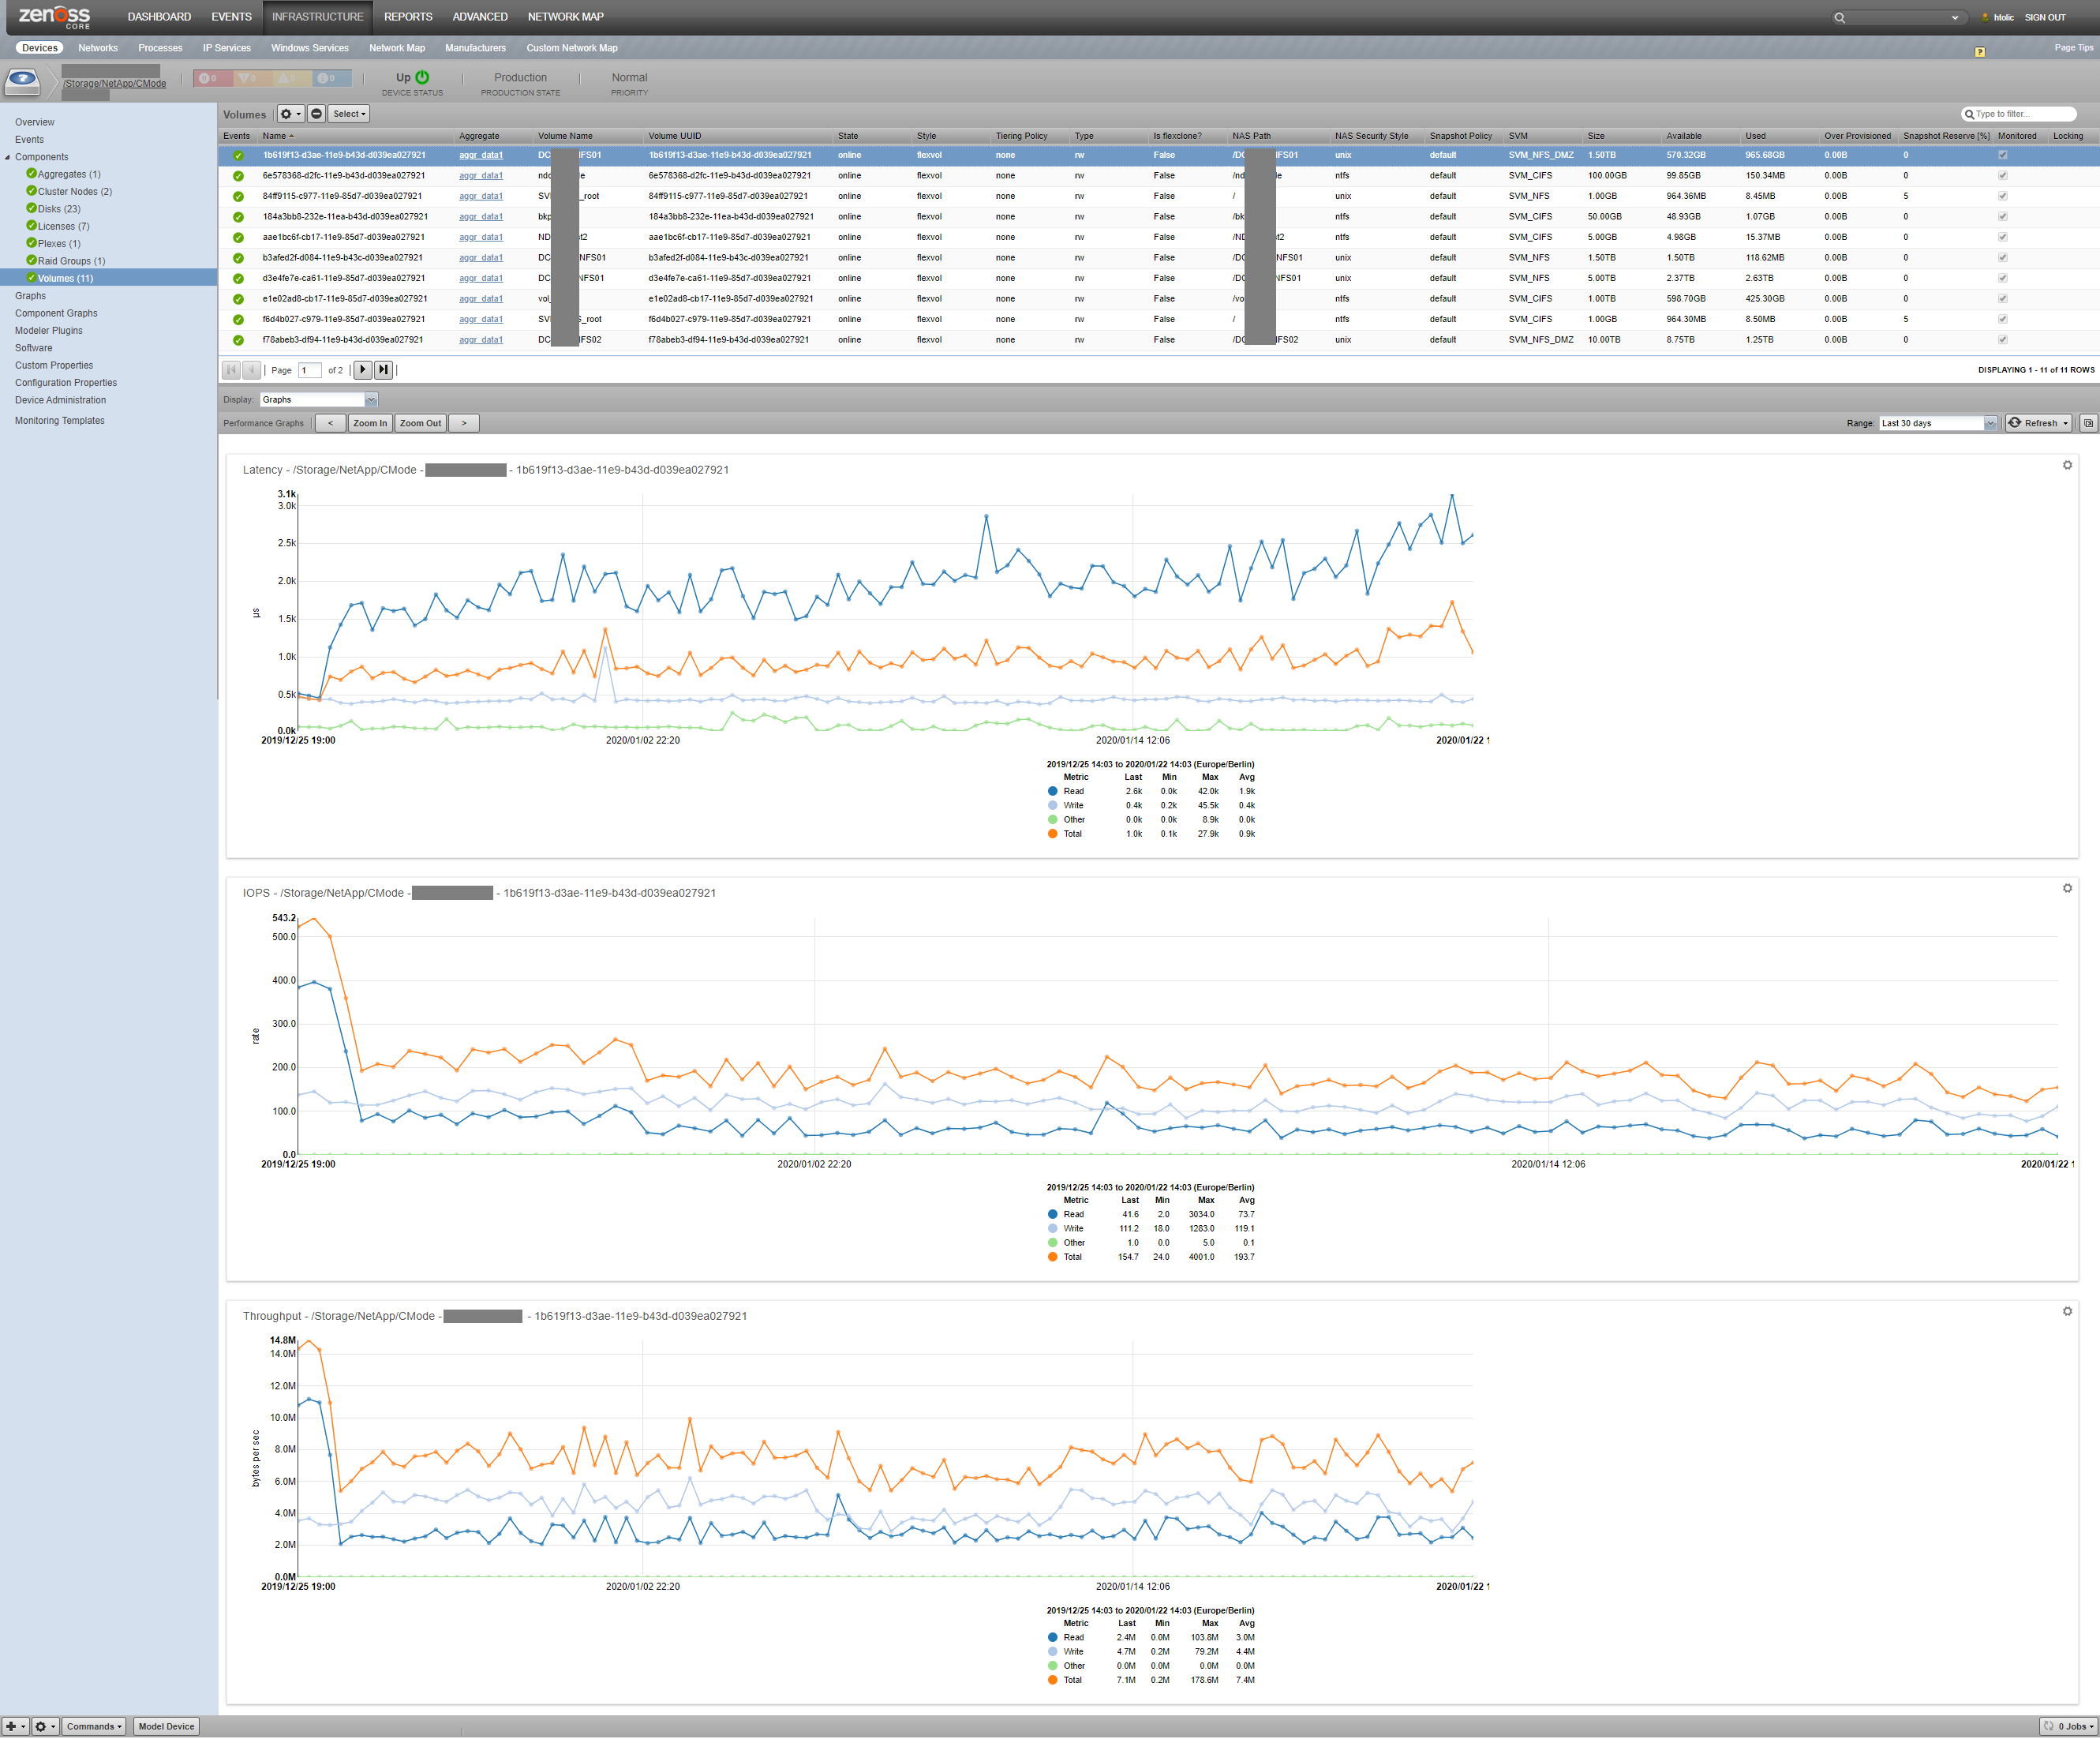 zenoss CORE
DASHBOARD EVENTS INFRASTRUCTURE REPORTS ADVANCED NETWORK MAP htolic SIGN OUT
Devices Networks Processes IP Services Windows Services Network Map Manufacturers Custom Network Map Page Tips
/Storage/NetApp/CMode 0 0 0 0 Up Production Normal
DEVICE STATUS PRODUCTION STATE PRIORITY
Overview
Events
Components
Aggregates (1)
Cluster Nodes (2)
Disks (23)
Licenses (7)
Plexes (1)
Raid Groups (1)
Volumes (11)
Graphs
Component Graphs
Modeler Plugins
Software
Custom Properties
Configuration Properties
Device Administration
Monitoring Templates
Volumes Select Type to filter...
Events Name Aggregate Volume Name Volume UUID State Style Tiering Policy Type Is flexclone? NAS Path NAS Security Style Snapshot Policy SVM Size Available Used Over Provisioned Snapshot Reserve [%] Monitored Locking
1b619f13-d3ae-11e9-b43d-d039ea027921 aggr_data1 DC IFS01 1b619f13-d3ae-11e9-b43d-d039ea027921 online flexvol none rw False /DC IFS01 unix default SVM_NFS_DMZ 1.50TB 570.32GB 965.68GB 0.00B 0
6e578368-d2fc-11e9-b43d-d039ea027921 aggr_data1 ndc le 6e578368-d2fc-11e9-b43d-d039ea027921 online flexvol none rw False /nd le ntfs default SVM_CIFS 100.00GB 99.85GB 150.34MB 0.00B 0
84ff9115-c977-11e9-85d7-d039ea027921 aggr_data1 SV _root 84ff9115-c977-11e9-85d7-d039ea027921 online flexvol none rw False / unix default SVM_NFS 1.00GB 964.36MB 8.45MB 0.00B 5
184a3bb8-232e-11ea-b43d-d039ea027921 aggr_data1 bkp 184a3bb8-232e-11ea-b43d-d039ea027921 online flexvol none rw False /bk ntfs default SVM_CIFS 50.00GB 48.93GB 1.07GB 0.00B 0
aae1bc6f-cb17-11e9-85d7-d039ea027921 aggr_data1 ND t2 aae1bc6f-cb17-11e9-85d7-d039ea027921 online flexvol none rw False /ND t2 ntfs default SVM_CIFS 5.00GB 4.98GB 15.37MB 0.00B 0
b3afed2f-d084-11e9-b43c-d039ea027921 aggr_data1 DC NFS01 b3afed2f-d084-11e9-b43c-d039ea027921 online flexvol none rw False /DC NFS01 unix default SVM_NFS 1.50TB 1.50TB 118.62MB 0.00B 0
d3e4fe7e-ca61-11e9-85d7-d039ea027921 aggr_data1 DC NFS01 d3e4fe7e-ca61-11e9-85d7-d039ea027921 online flexvol none rw False /DC NFS01 unix default SVM_NFS 5.00TB 2.37TB 2.63TB 0.00B 0
e1e02ad8-cb17-11e9-85d7-d039ea027921 aggr_data1 vol_ e1e02ad8-cb17-11e9-85d7-d039ea027921 online flexvol none rw False /vo ntfs default SVM_CIFS 1.00TB 598.70GB 425.30GB 0.00B 0
f6d4b027-c979-11e9-85d7-d039ea027921 aggr_data1 SV S_root f6d4b027-c979-11e9-85d7-d039ea027921 online flexvol none rw False / ntfs default SVM_CIFS 1.00GB 964.30MB 8.50MB 0.00B 5
f78abeb3-df94-11e9-b43d-d039ea027921 aggr_data1 DC IFS02 f78abeb3-df94-11e9-b43d-d039ea027921 online flexvol none rw False /DC IFS02 unix default SVM_NFS_DMZ 10.00TB 8.75TB 1.25TB 0.00B 0
Page 1 of 2 DISPLAYING 1 - 11 of 11 ROWS
Display: Graphs
Performance Graphs < Zoom In Zoom Out > Range: Last 30 days Refresh
Latency - /Storage/NetApp/CMode - - 1b619f13-d3ae-11e9-b43d-d039ea027921
3.1k
3.0k
2.5k
2.0k
1.5k
1.0k
0.5k
0.0k
µs
2019/12/25 19:00 2020/01/02 22:20 2020/01/14 12:06 2020/01/22 1
2019/12/25 14:03 to 2020/01/22 14:03 (Europe/Berlin)
Metric Last Min Max Avg
Read 2.6k 0.0k 42.0k 1.9k
Write 0.4k 0.2k 45.5k 0.4k
Other 0.0k 0.0k 8.9k 0.0k
Total 1.0k 0.1k 27.9k 0.9k
IOPS - /Storage/NetApp/CMode - - 1b619f13-d3ae-11e9-b43d-d039ea027921
543.2
500.0
400.0
300.0
200.0
100.0
0.0
rate
2019/12/25 19:00 2020/01/02 22:20 2020/01/14 12:06 2020/01/22 1
2019/12/25 14:03 to 2020/01/22 14:03 (Europe/Berlin)
Metric Last Min Max Avg
Read 41.6 2.0 3034.0 73.7
Write 111.2 18.0 1283.0 119.1
Other 1.0 0.0 5.0 0.1
Total 154.7 24.0 4001.0 193.7
Throughput - /Storage/NetApp/CMode - - 1b619f13-d3ae-11e9-b43d-d039ea027921
14.8M
14.0M
12.0M
10.0M
8.0M
6.0M
4.0M
2.0M
0.0M
bytes per sec
2019/12/25 19:00 2020/01/02 22:20 2020/01/14 12:06 2020/01/22 1
2019/12/25 14:03 to 2020/01/22 14:03 (Europe/Berlin)
Metric Last Min Max Avg
Read 2.4M 0.0M 103.8M 3.0M
Write 4.7M 0.2M 79.2M 4.4M
Other 0.0M 0.0M 0.0M 0.0M
Total 7.1M 0.2M 178.6M 7.4M
Commands Model Device 0 Jobs